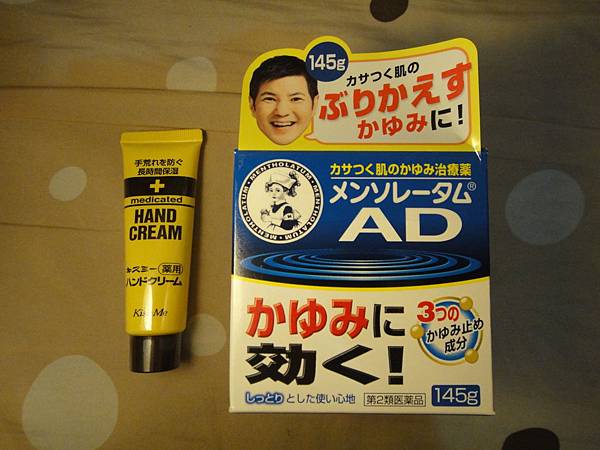 手荒れを防ぐ
長時間保湿
medicated
HAND
CREAM
キスミー 薬用
ハンドクリーム
KissMe
145g
カサつく肌の
ぶりかえす
かゆみに!
カサつく肌のかゆみ治療薬
メンソレータム®
AD
MENTHOLATUM MENTHOLATUM MENTHOLATUM
かゆみに
効く!
3つの
かゆみ止め
成分
しっとり とした使い心地
第2類医薬品
145g